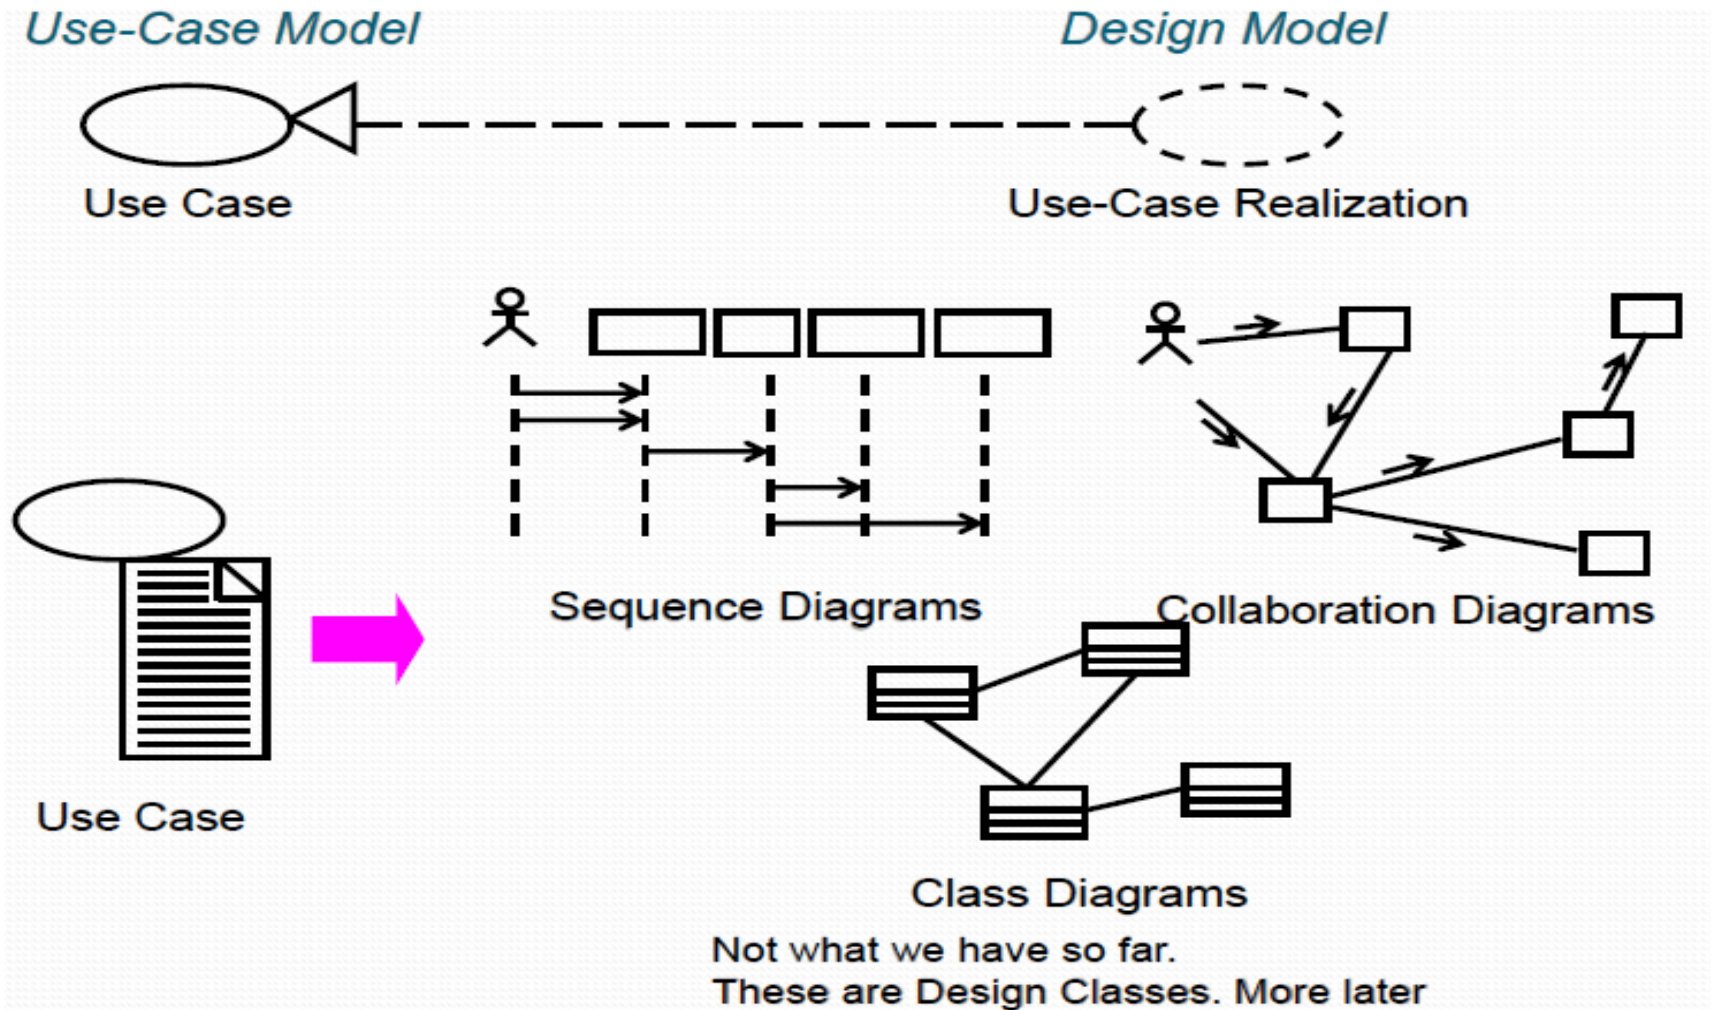 Use-Case Model
Design Model
Use Case
Use-Case Realization
Sequence Diagrams
Collaboration Diagrams
Use Case
Class Diagrams
Not what we have so far.
These are Design Classes. More later